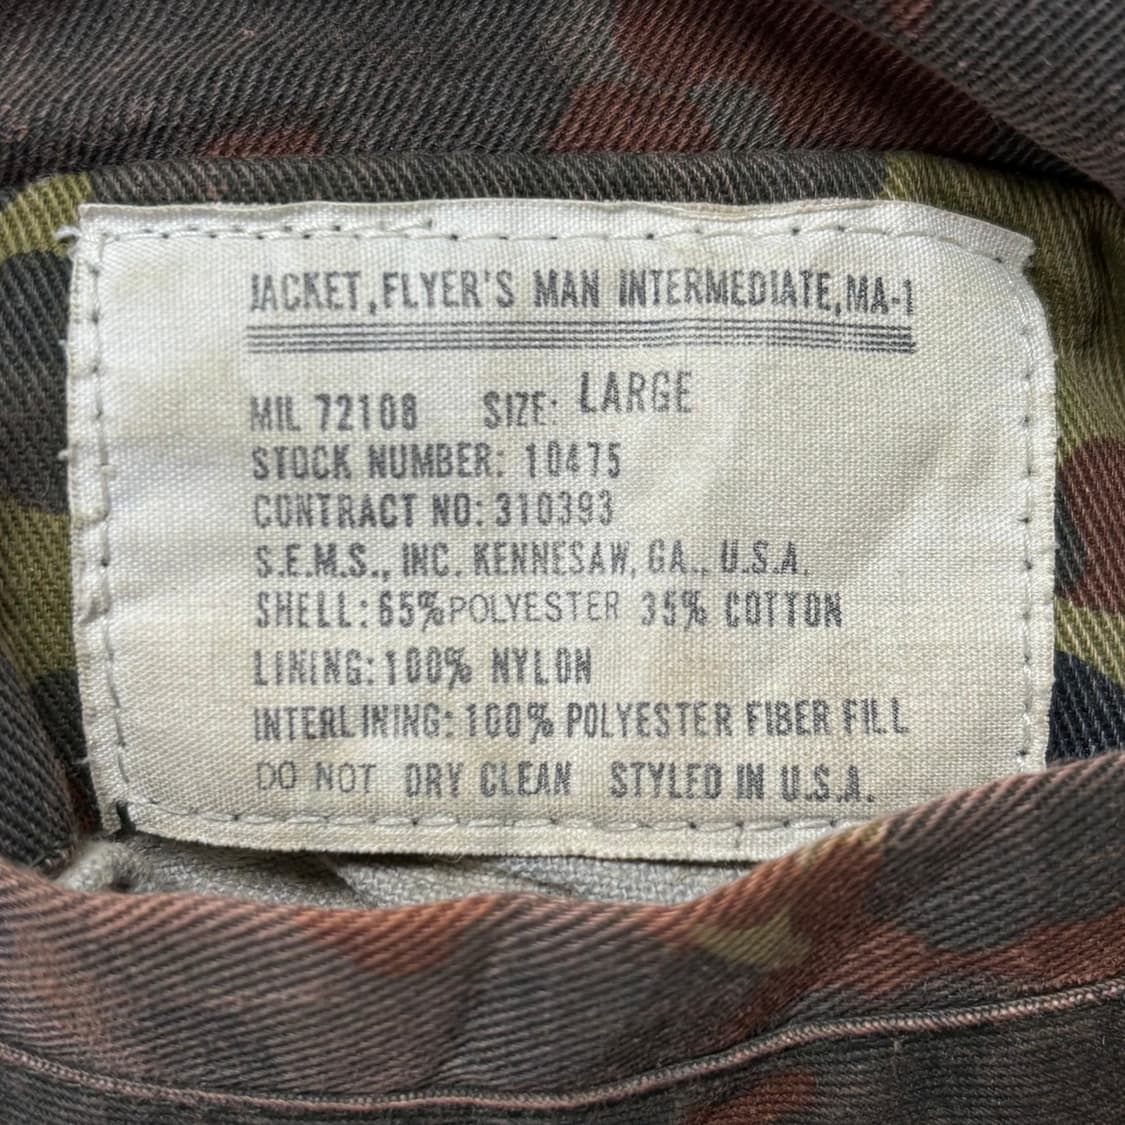 JACKET,FLYER'S MAN INTERMEDIATE,MA-1
MIL 72108 SIZE: LARGE
STOCK NUMBER: 10475
CONTRACT NO: 310393
S.E.M.S., INC. KENNESAW, GA., U.S.A.
SHELL: 65% POLYESTER 35% COTTON
LINING: 100% NYLON
INTERLINING: 100% POLYESTER FIBER FILL
DO NOT DRY CLEAN STYLED IN U.S.A.